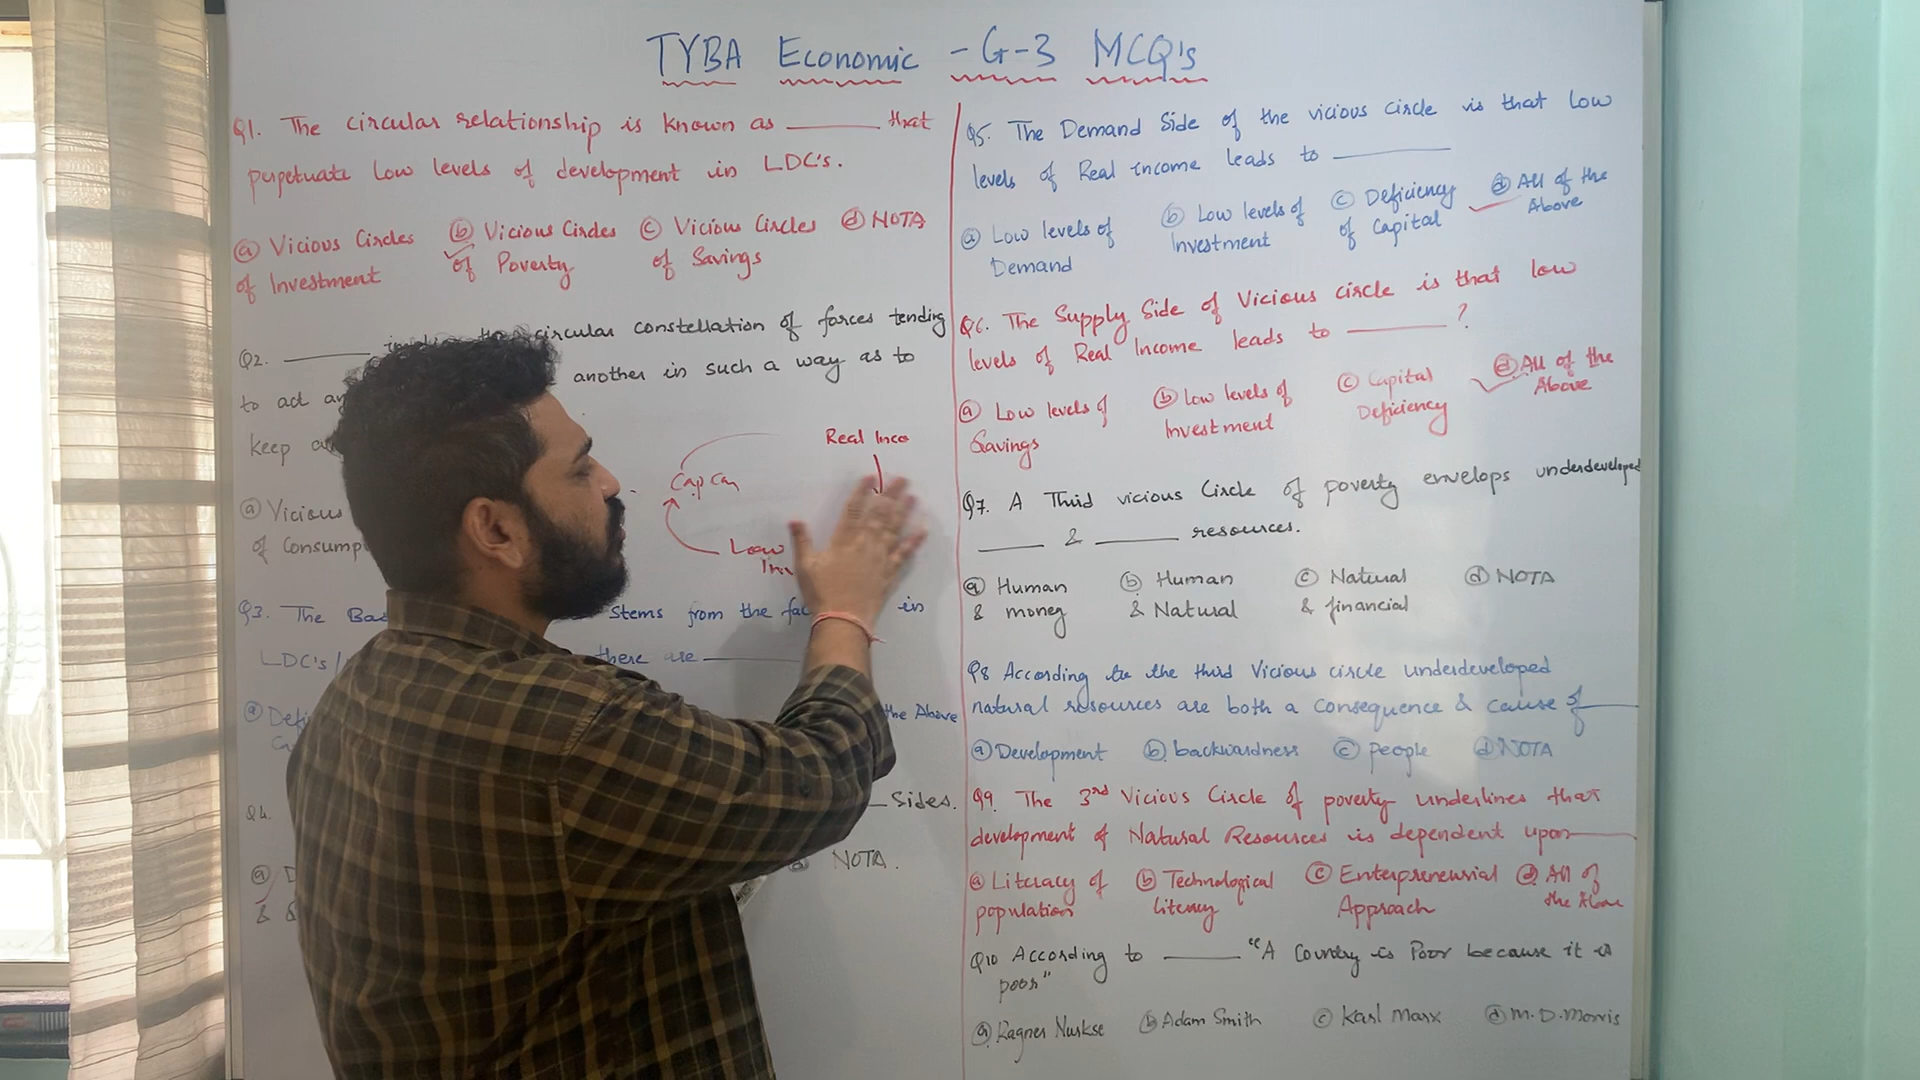 TYBA Economic - G-3 MCQ's
Q1. The circular relationship is known as ______ that
perpetuate Low levels of development in LDC's.
(a) Vicious Circles (b) Vicious Circles (c) Vicious Circles (d) NOTA
of Investment of Poverty of Savings
Q2. ______ circular constellation of forces tending
to act another in such a way as to
keep
(a) Vicious
of
Real Inco
Cap
Low
Q3. The stems from the in
LDC's there are ______
(a)
the Above
Q4. ______ Sides.
(a)
&
NOTA.
Q5. The Demand Side of the vicious circle is that low
levels of Real income leads to ______
(a) Low levels of (b) Low levels of (c) Deficiency (d) All of the
Demand Investment of Capital Above
Q6. The Supply Side of Vicious circle is that low
levels of Real Income leads to ______ ?
(a) Low levels of (b) Low levels of (c) Capital (d) All of the
Savings Investment Deficiency Above
Q7. A Third vicious Circle of poverty envelops underdeveloped
______ & ______ resources.
(a) Human (b) Human (c) Natural (d) NOTA
& money & Natural & financial
Q8 According to the third Vicious circle underdeveloped
natural resources are both a consequence & cause of ______
(a) Development (b) backwardness (c) people (d) NOTA
Q9. The 3rd Vicious Circle of poverty underlines that
development of Natural Resources is dependent upon ______
(a) Literacy of (b) Technological (c) Enterpreneurial (d) All of
population literacy Approach the Above
Q10 According to ______ "A Country is Poor because it is
poor"
(a) Ragner Nurkse (b) Adam Smith (c) Karl Marx (d) M.D.Morris